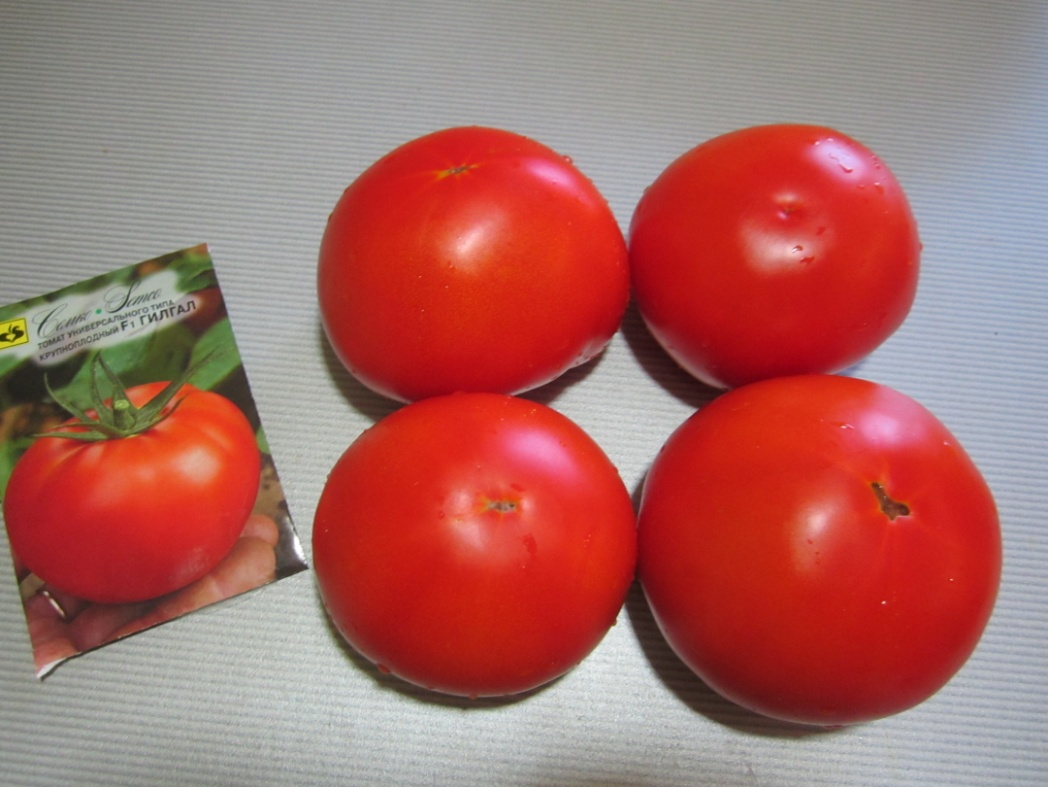 Семко • Semco
ТОМАТ УНИВЕРСАЛЬНОГО ТИПА,
КРУПНОПЛОДНЫЙ F1 ГИЛГАЛ